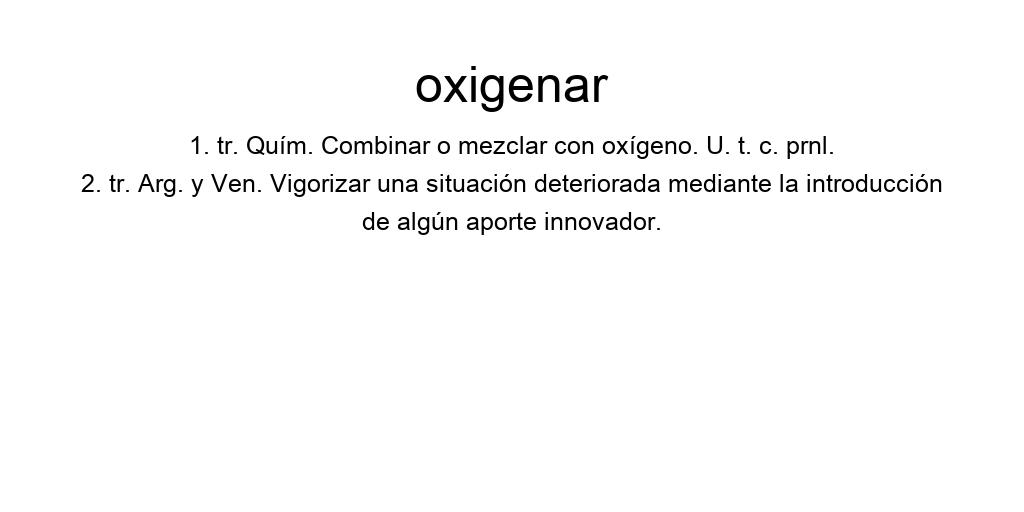 oxigenar
1. tr. Quím. Combinar o mezclar con oxígeno. U. t. c. prnl.
2. tr. Arg. y Ven. Vigorizar una situación deteriorada mediante la introducción
de algún aporte innovador.